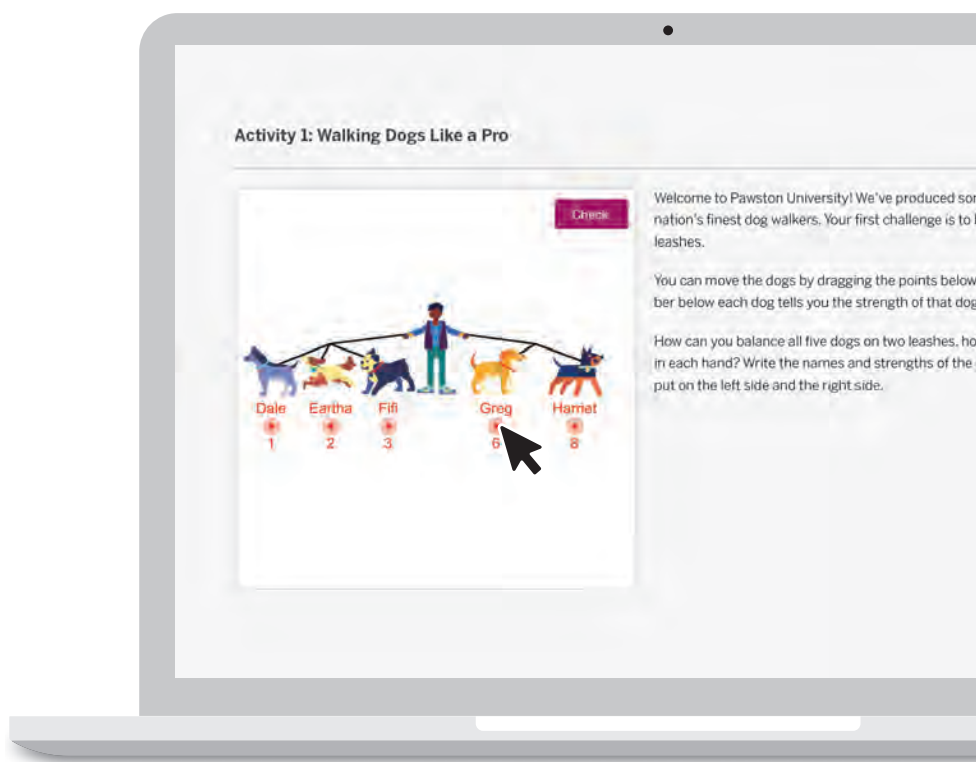 Activity 1: Walking Dogs Like a Pro
Check
Welcome to Pawston University! We've produced
nation's finest dog walkers. Your first challenge is to
leashes.
You can move the dogs by dragging the points below
ber below each dog tells you the strength of that dog
How can you balance all five dogs on two leashes,
in each hand? Write the names and strengths of the
put on the left side and the right side.
Dale Eartha Fifi Greg Harriet
1 2 3 6 8